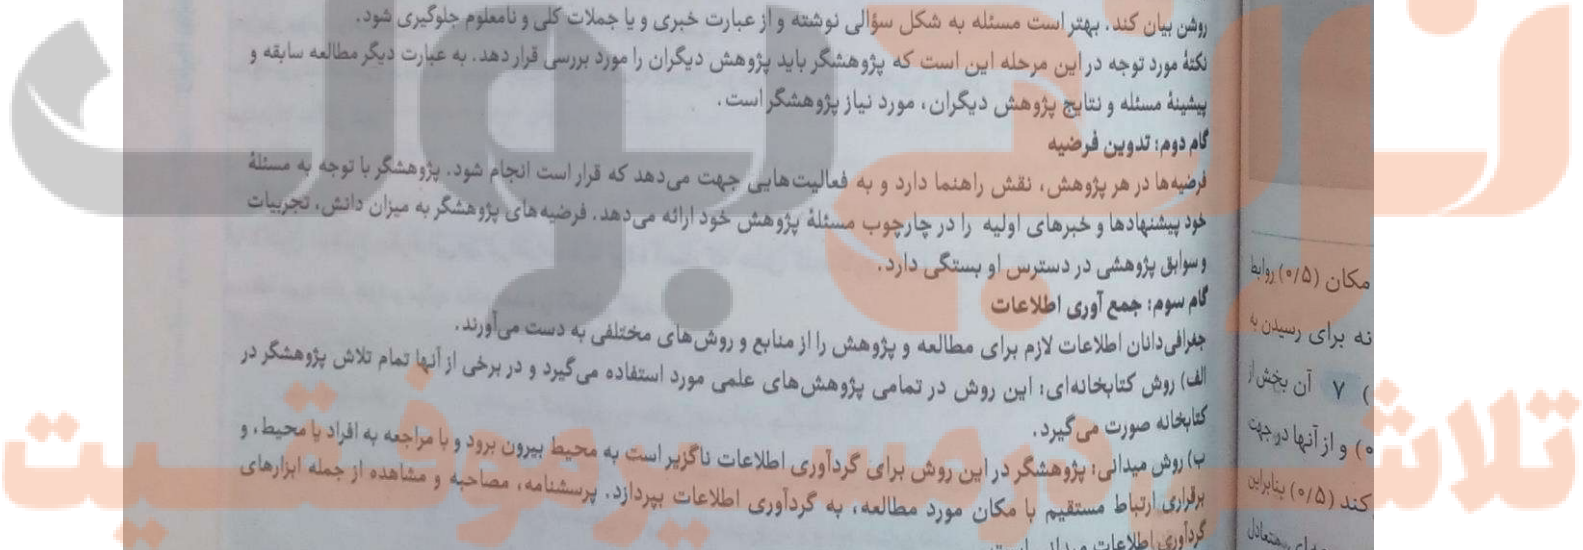 روشن بیان کند. بهتر است مسئله به شکل سؤالی نوشته و از عبارت خبری و یا جملات کلی و نامعلوم جلوگیری شود.
نکتهٔ مورد توجه در این مرحله این است که پژوهشگر باید پژوهش دیگران را مورد بررسی قرار دهد. به عبارت دیگر مطالعه سابقه و
پیشینهٔ مسئله و نتایج پژوهش دیگران، مورد نیاز پژوهشگر است.
گام دوم: تدوین فرضیه
فرضیه‌ها در هر پژوهش، نقش راهنما دارد و به فعالیت‌هایی جهت می‌دهد که قرار است انجام شود. پژوهشگر با توجه به مسئلهٔ
خود پیشنهادها و خبرهای اولیه را در چارچوب مسئلهٔ پژوهش خود ارائه می‌دهد. فرضیه‌های پژوهشگر به میزان دانش، تجربیات
و سوابق پژوهشی در دسترس او بستگی دارد.
گام سوم: جمع آوری اطلاعات
جغرافی‌دانان اطلاعات لازم برای مطالعه و پژوهش را از منابع و روش‌های مختلفی به دست می‌آورند.
الف) روش کتابخانه‌ای: این روش در تمامی پژوهش‌های علمی مورد استفاده می‌گیرد و در برخی از آنها تمام تلاش پژوهشگر در
کتابخانه صورت می‌گیرد.
ب) روش میدانی: پژوهشگر در این روش برای گردآوری اطلاعات ناگزیر است به محیط بیرون برود و با مراجعه به افراد یا محیط، و
برقراری ارتباط مستقیم با مکان مورد مطالعه، به گردآوری اطلاعات بپردازد. پرسشنامه، مصاحبه و مشاهده از جمله ابزارهای
گردآوری اطلاعات
مکان (۰/۵) روابط
نه برای رسیدن به
) ۷ آن بخش از
و از آنها در جهت
کند (۰/۵) بنابراین
تلاش در مسیر موفقیت